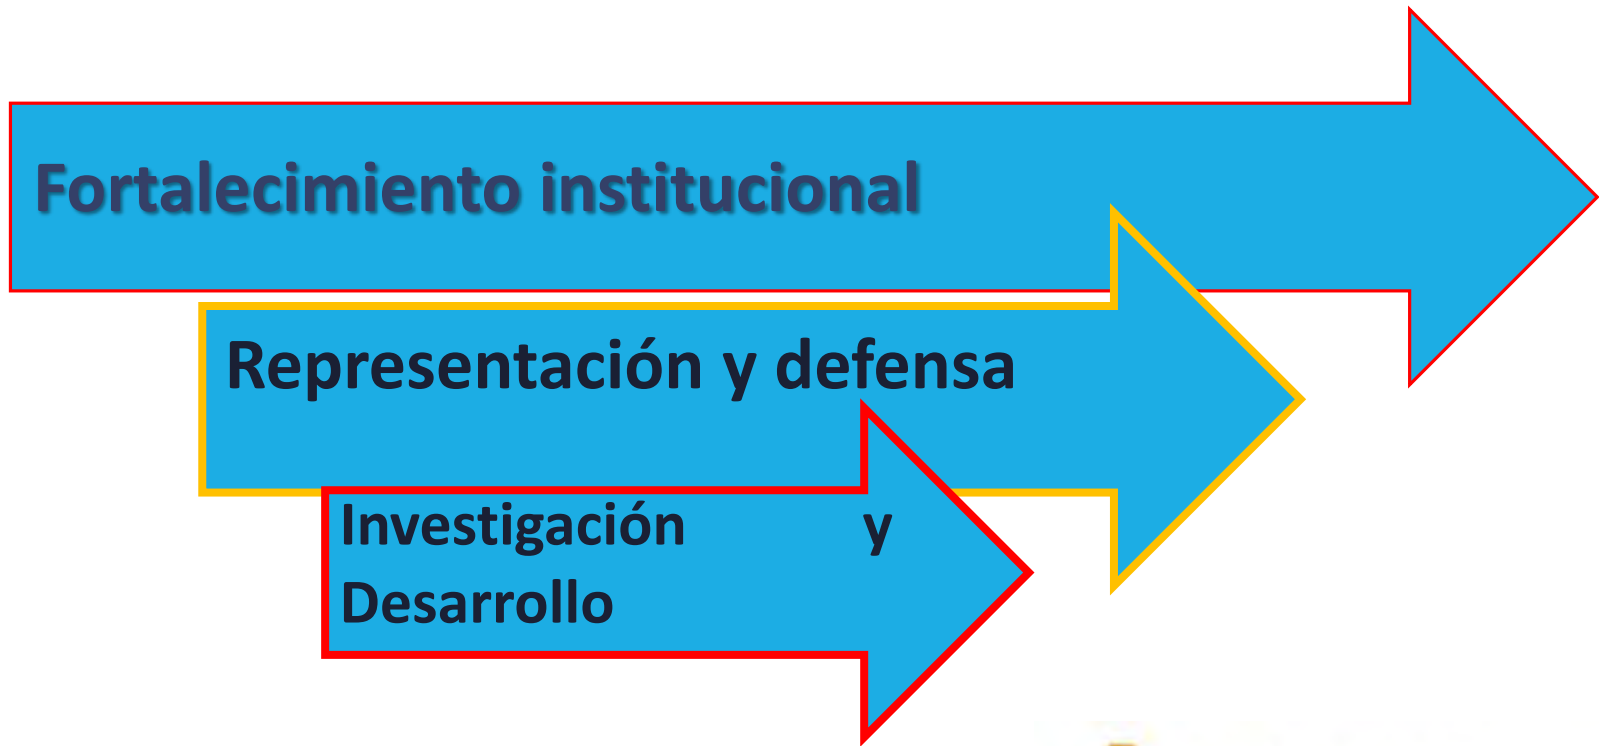 Fortalecimiento institucional
Representación y defensa
Investigación y
Desarrollo